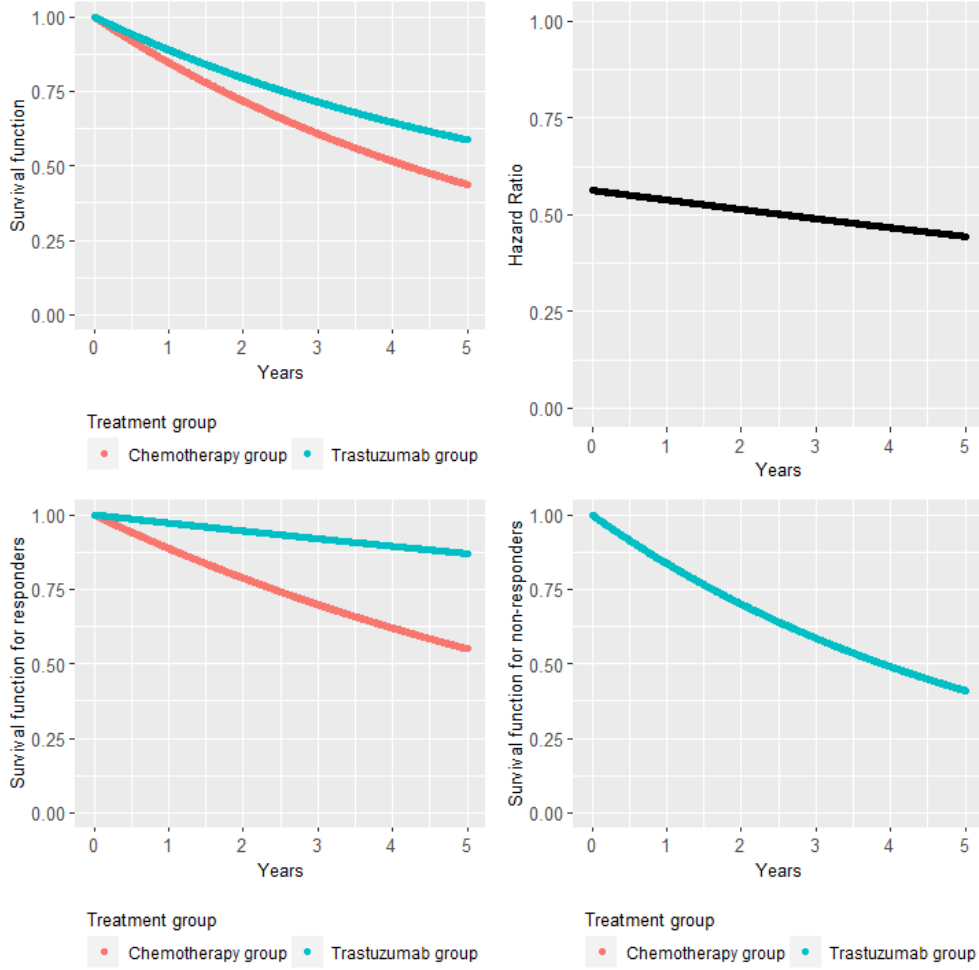 Survival function
1.00
0.75
0.50
0.25
0.00
0 1 2 3 4 5
Years
Treatment group
Chemotherapy group Trastuzumab group
Hazard Ratio
1.00
0.75
0.50
0.25
0.00
0 1 2 3 4 5
Years
Survival function for responders
1.00
0.75
0.50
0.25
0.00
0 1 2 3 4 5
Years
Treatment group
Chemotherapy group Trastuzumab group
Survival function for non-responders
1.00
0.75
0.50
0.25
0.00
0 1 2 3 4 5
Years
Treatment group
Chemotherapy group Trastuzumab group